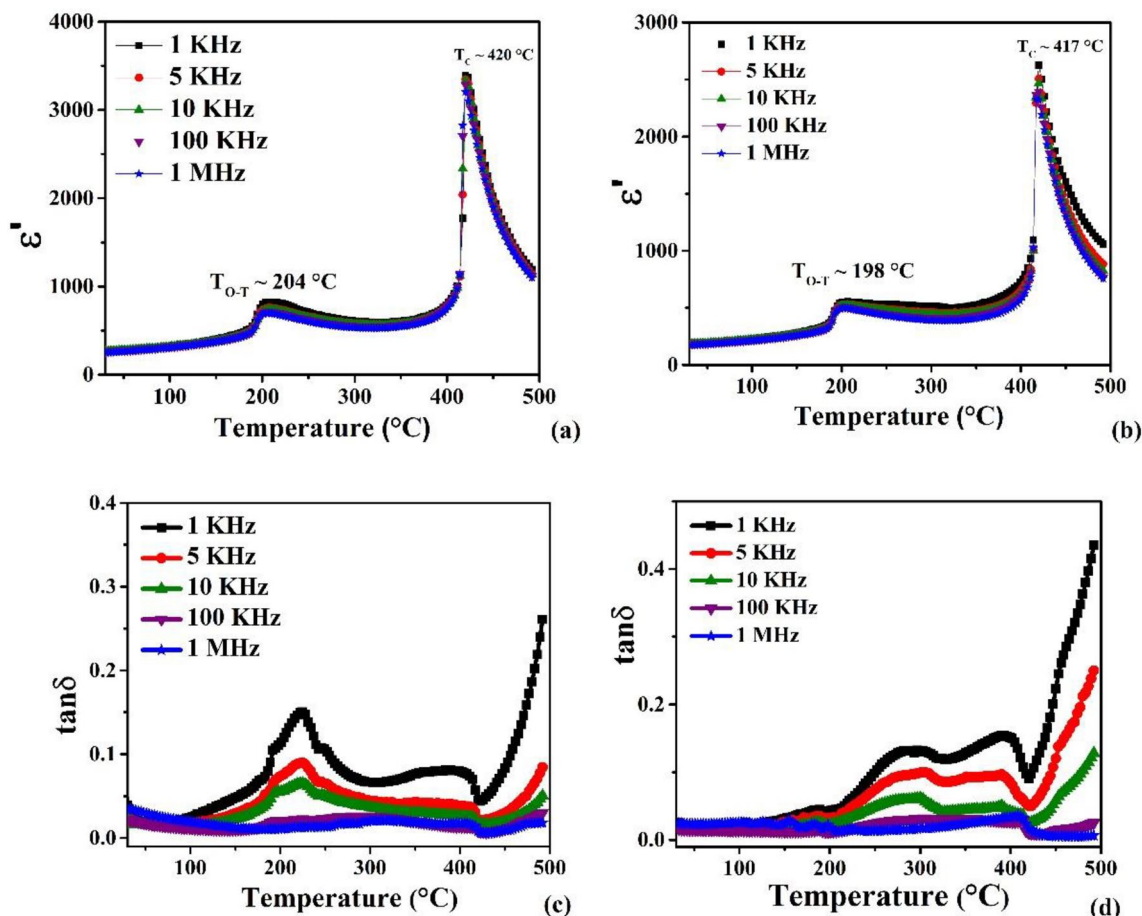 4000
3000
2000
1000
0
ε'
1 KHz
5 KHz
10 KHz
100 KHz
1 MHz
T_C ~ 420 °C
T_O-T ~ 204 °C
100
200
300
400
500
Temperature (°C)
(a)
3000
2000
1000
0
ε'
1 KHz
5 KHz
10 KHz
100 KHz
1 MHz
T_C ~ 417 °C
T_O-T ~ 198 °C
100
200
300
400
500
Temperature (°C)
(b)
0.4
0.3
0.2
0.1
0.0
tanδ
1 KHz
5 KHz
10 KHz
100 KHz
1 MHz
100
200
300
400
500
Temperature (°C)
(c)
0.4
0.2
0.0
tanδ
1 KHz
5 KHz
10 KHz
100 KHz
1 MHz
100
200
300
400
500
Temperature (°C)
(d)